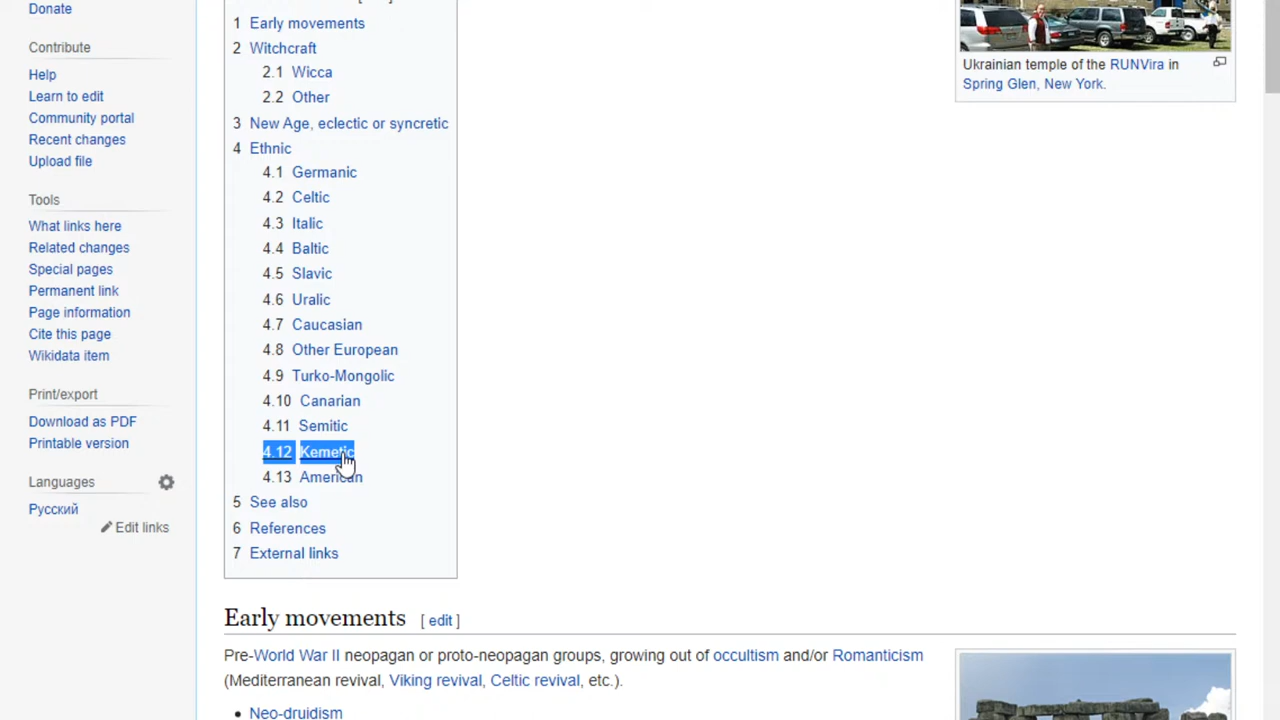 Donate
Contribute
Help
Learn to edit
Community portal
Recent changes
Upload file
Tools
What links here
Related changes
Special pages
Permanent link
Page information
Cite this page
Wikidata item
Print/export
Download as PDF
Printable version
Languages
Русский
Edit links
1 Early movements
2 Witchcraft
2.1 Wicca
2.2 Other
3 New Age, eclectic or syncretic
4 Ethnic
4.1 Germanic
4.2 Celtic
4.3 Italic
4.4 Baltic
4.5 Slavic
4.6 Uralic
4.7 Caucasian
4.8 Other European
4.9 Turko-Mongolic
4.10 Canarian
4.11 Semitic
4.12 Kemetic
4.13 American
5 See also
6 References
7 External links
Ukrainian temple of the RUNVira in
Spring Glen, New York.
Early movements [ edit ]
Pre-World War II neopagan or proto-neopagan groups, growing out of occultism and/or Romanticism
(Mediterranean revival, Viking revival, Celtic revival, etc.).
• Neo-druidism